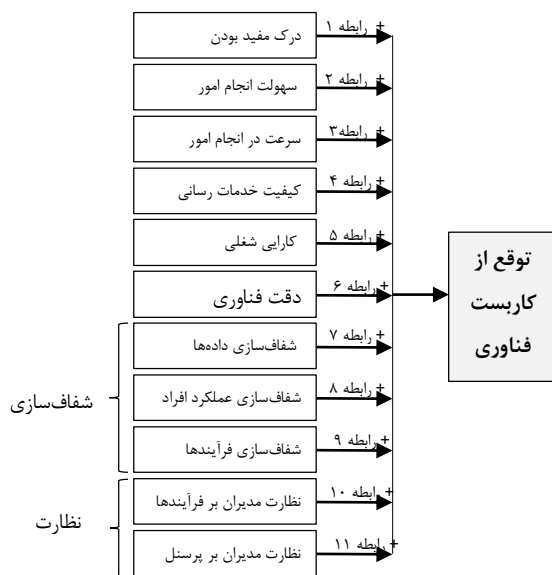 درک مفید بودن
رابطه ۱ +
سهولت انجام امور
رابطه ۲ +
سرعت در انجام امور
رابطه۳ +
کیفیت خدمات رسانی
رابطه ۴ +
کارایی شغلی
رابطه ۵ +
دقت فناوری
رابطه ۶ +
شفاف‌سازی داده‌ها
رابطه ۷ +
شفاف‌سازی عملکرد افراد
رابطه ۸ +
شفاف‌سازی فرآیندها
رابطه ۹ +
نظارت مدیران بر فرآیندها
رابطه ۱۰ +
نظارت مدیران بر پرسنل
رابطه ۱۱ +
شفاف‌سازی
نظارت
توقع از
کاربست
فناوری